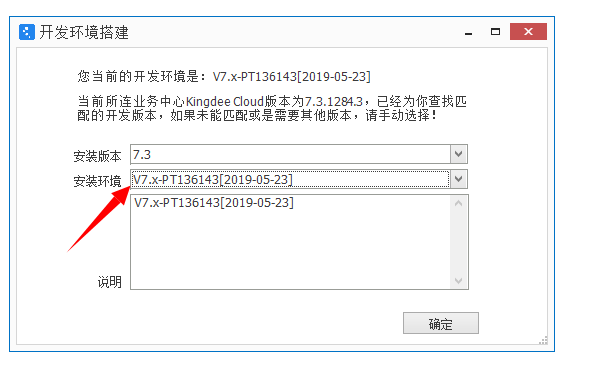 开发环境搭建
您当前的开发环境是：V7.x-PT136143[2019-05-23]
当前所连业务中心Kingdee Cloud版本为7.3.1284.3，已经为你查找匹
配的开发版本，如果未能匹配或是需要其他版本，请手动选择！
安装版本 7.3
安装环境 V7.x-PT136143[2019-05-23]
V7.x-PT136143[2019-05-23]
说明
确定